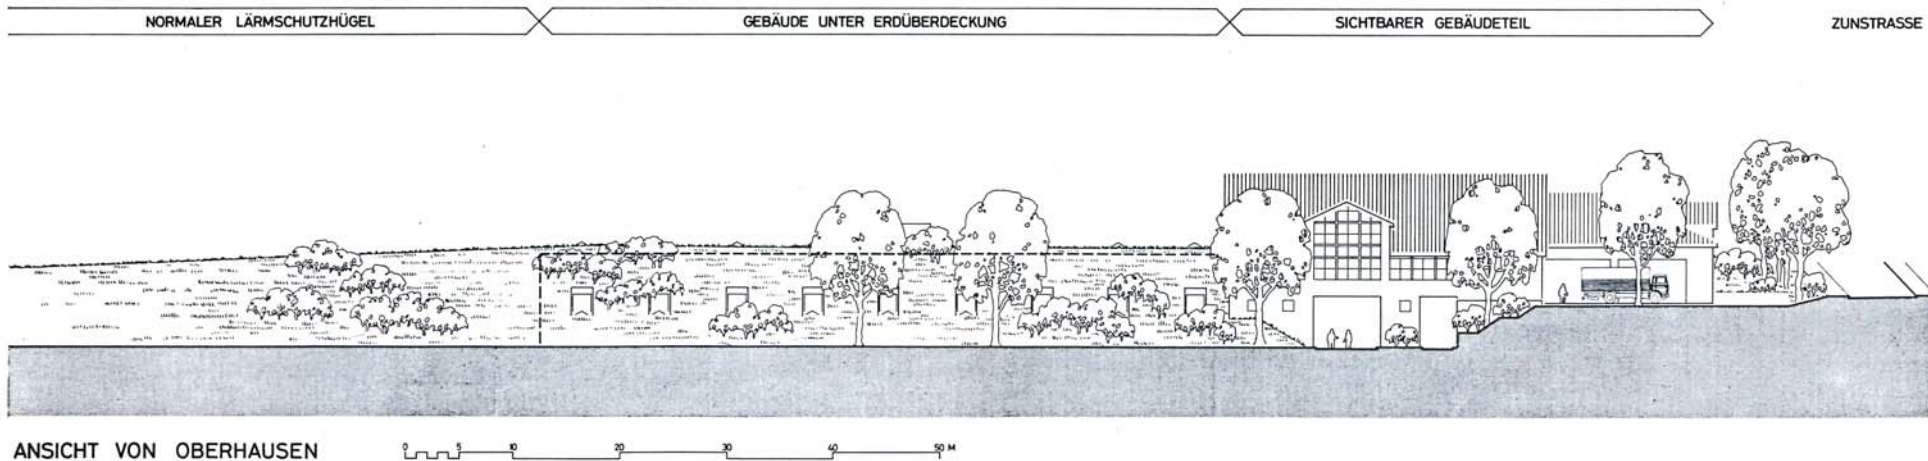 NORMALER LÄRMSCHUTZHÜGEL GEBÄUDE UNTER ERDÜBERDECKUNG SICHTBARER GEBÄUDETEIL ZUNSTRASSE
ANSICHT VON OBERHAUSEN 0 5 10 20 30 40 50 M